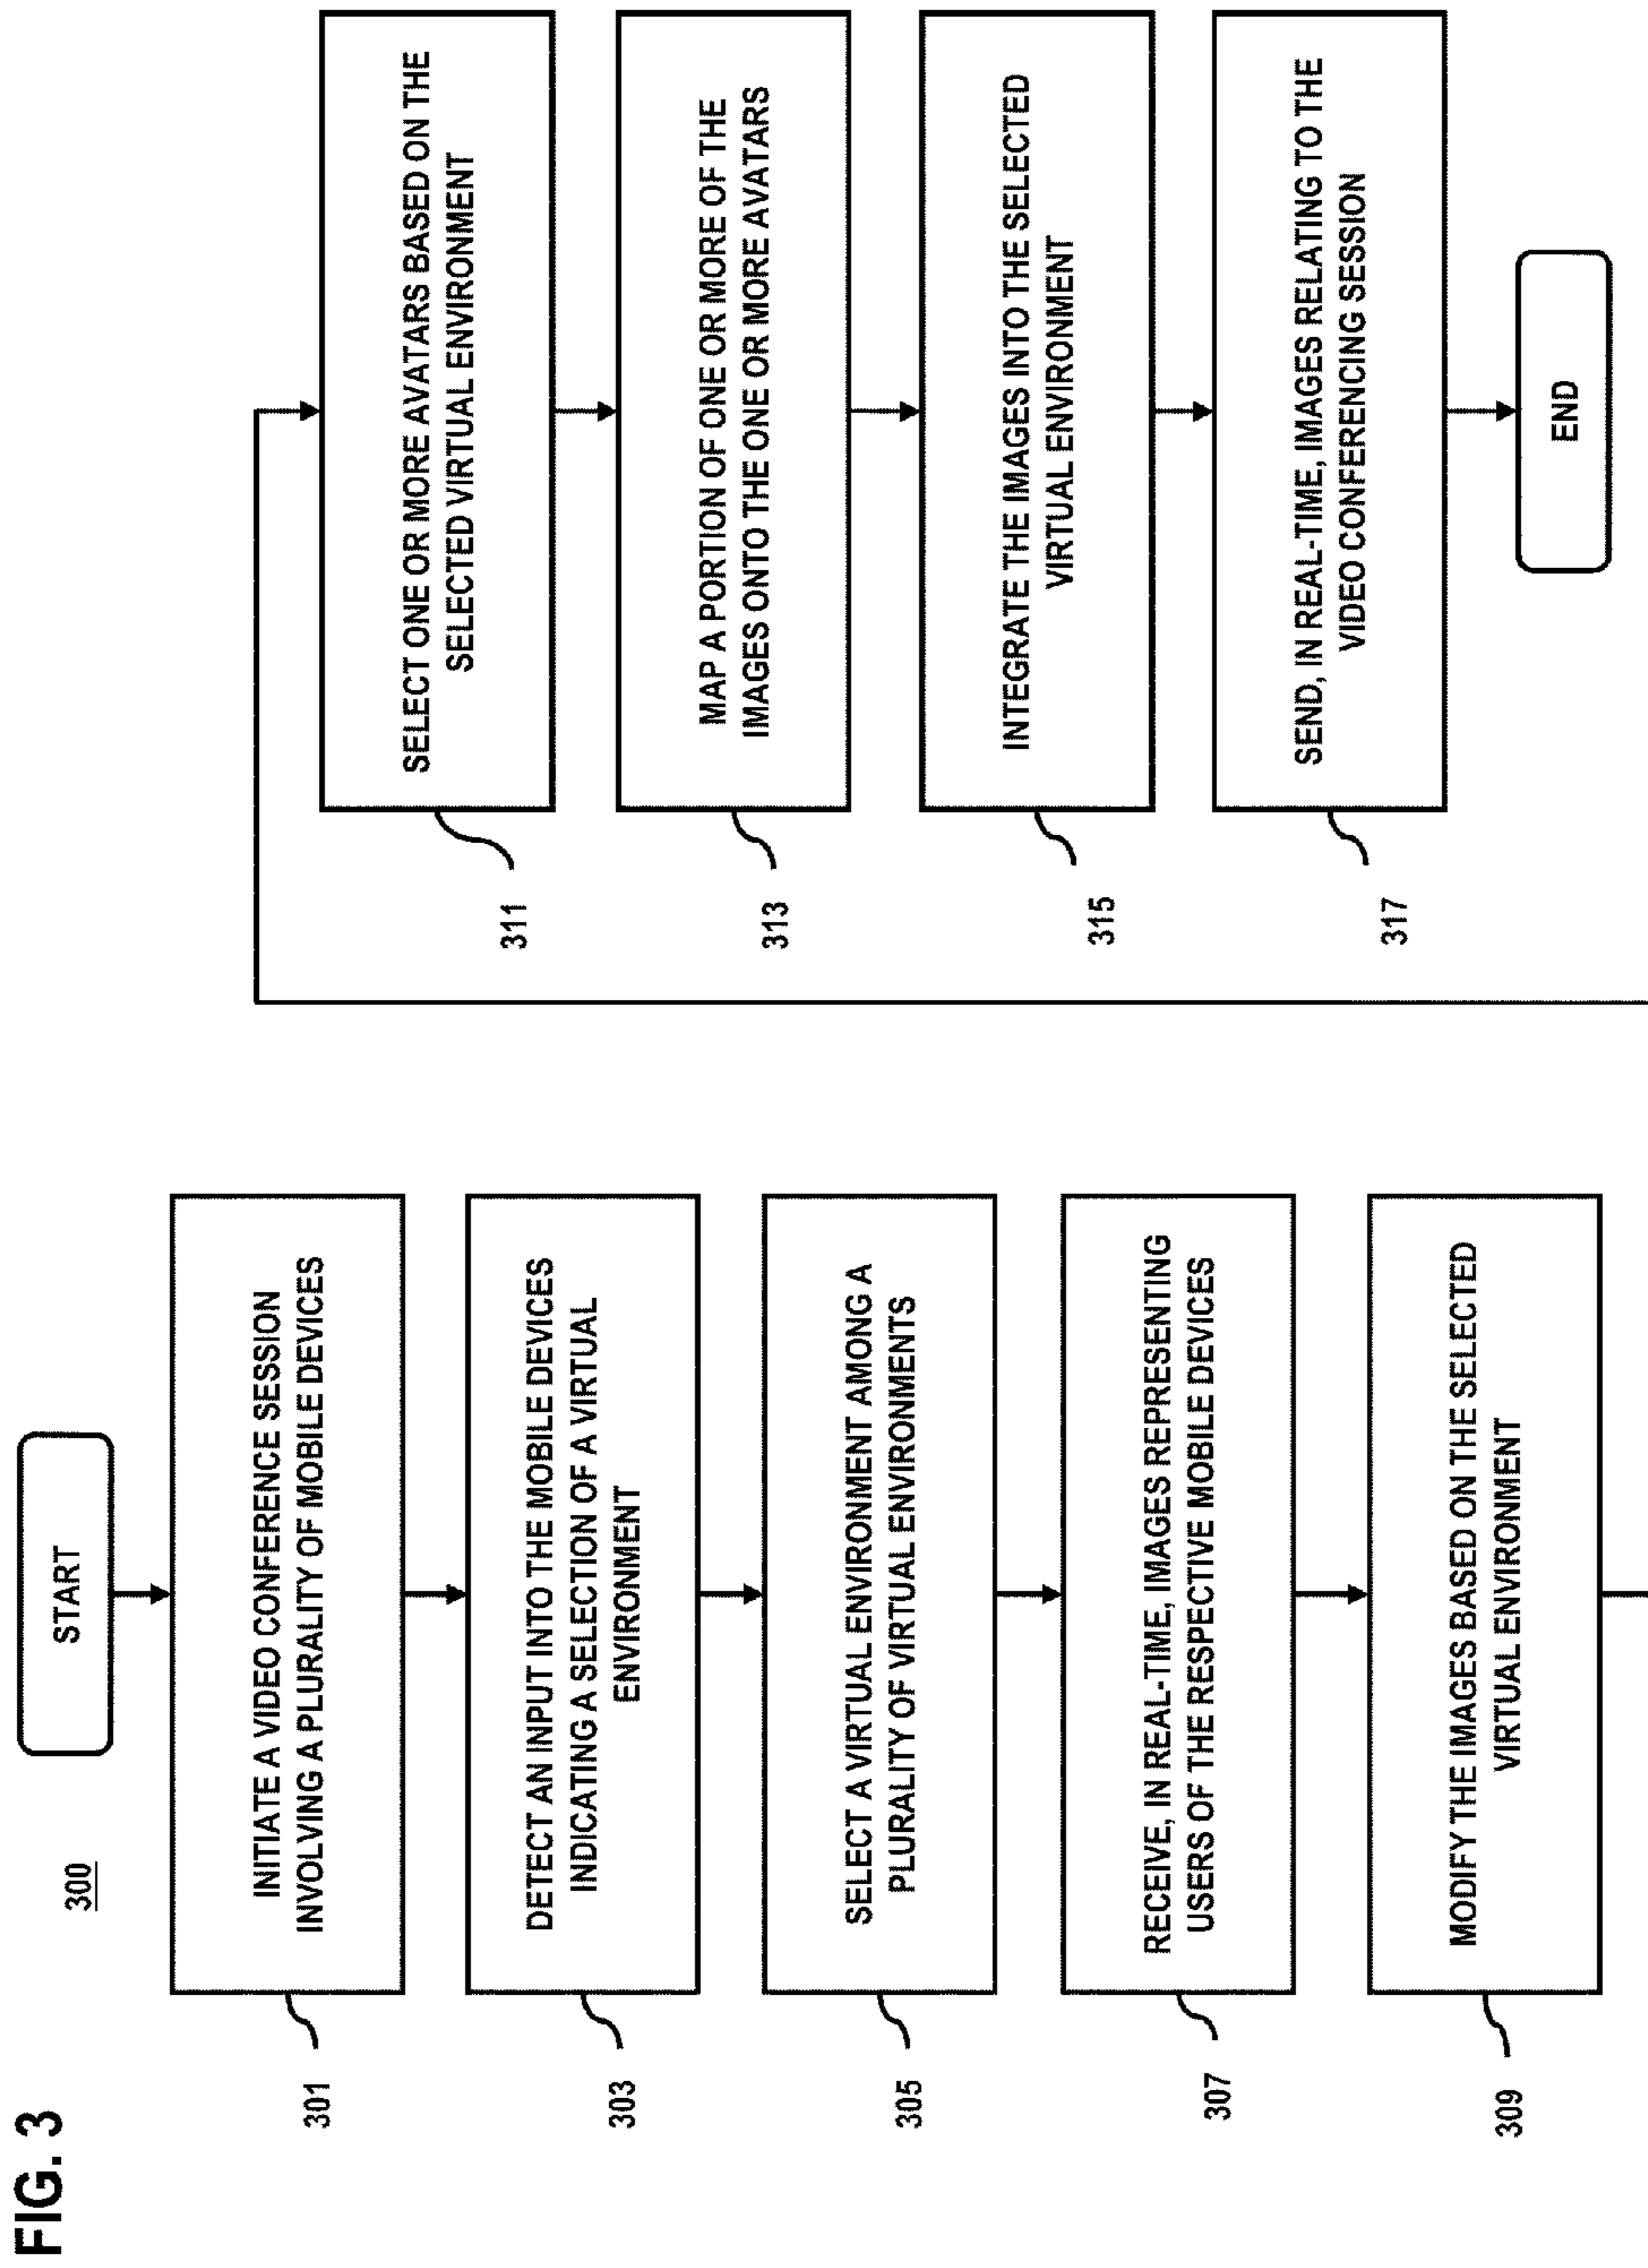 FIG. 3
300
START
INITIATE A VIDEO CONFERENCE SESSION
INVOLVING A PLURALITY OF MOBILE DEVICES
301
DETECT AN INPUT INTO THE MOBILE DEVICES
INDICATING A SELECTION OF A VIRTUAL
ENVIRONMENT
303
SELECT A VIRTUAL ENVIRONMENT AMONG A
PLURALITY OF VIRTUAL ENVIRONMENTS
305
RECEIVE, IN REAL-TIME, IMAGES REPRESENTING
USERS OF THE RESPECTIVE MOBILE DEVICES
307
MODIFY THE IMAGES BASED ON THE SELECTED
VIRTUAL ENVIRONMENT
309
SELECT ONE OR MORE AVATARS BASED ON THE
SELECTED VIRTUAL ENVIRONMENT
311
MAP A PORTION OF ONE OR MORE OF THE
IMAGES ONTO THE ONE OR MORE AVATARS
313
INTEGRATE THE IMAGES INTO THE SELECTED
VIRTUAL ENVIRONMENT
315
SEND, IN REAL-TIME, IMAGES RELATING TO THE
VIDEO CONFERENCING SESSION
317
END